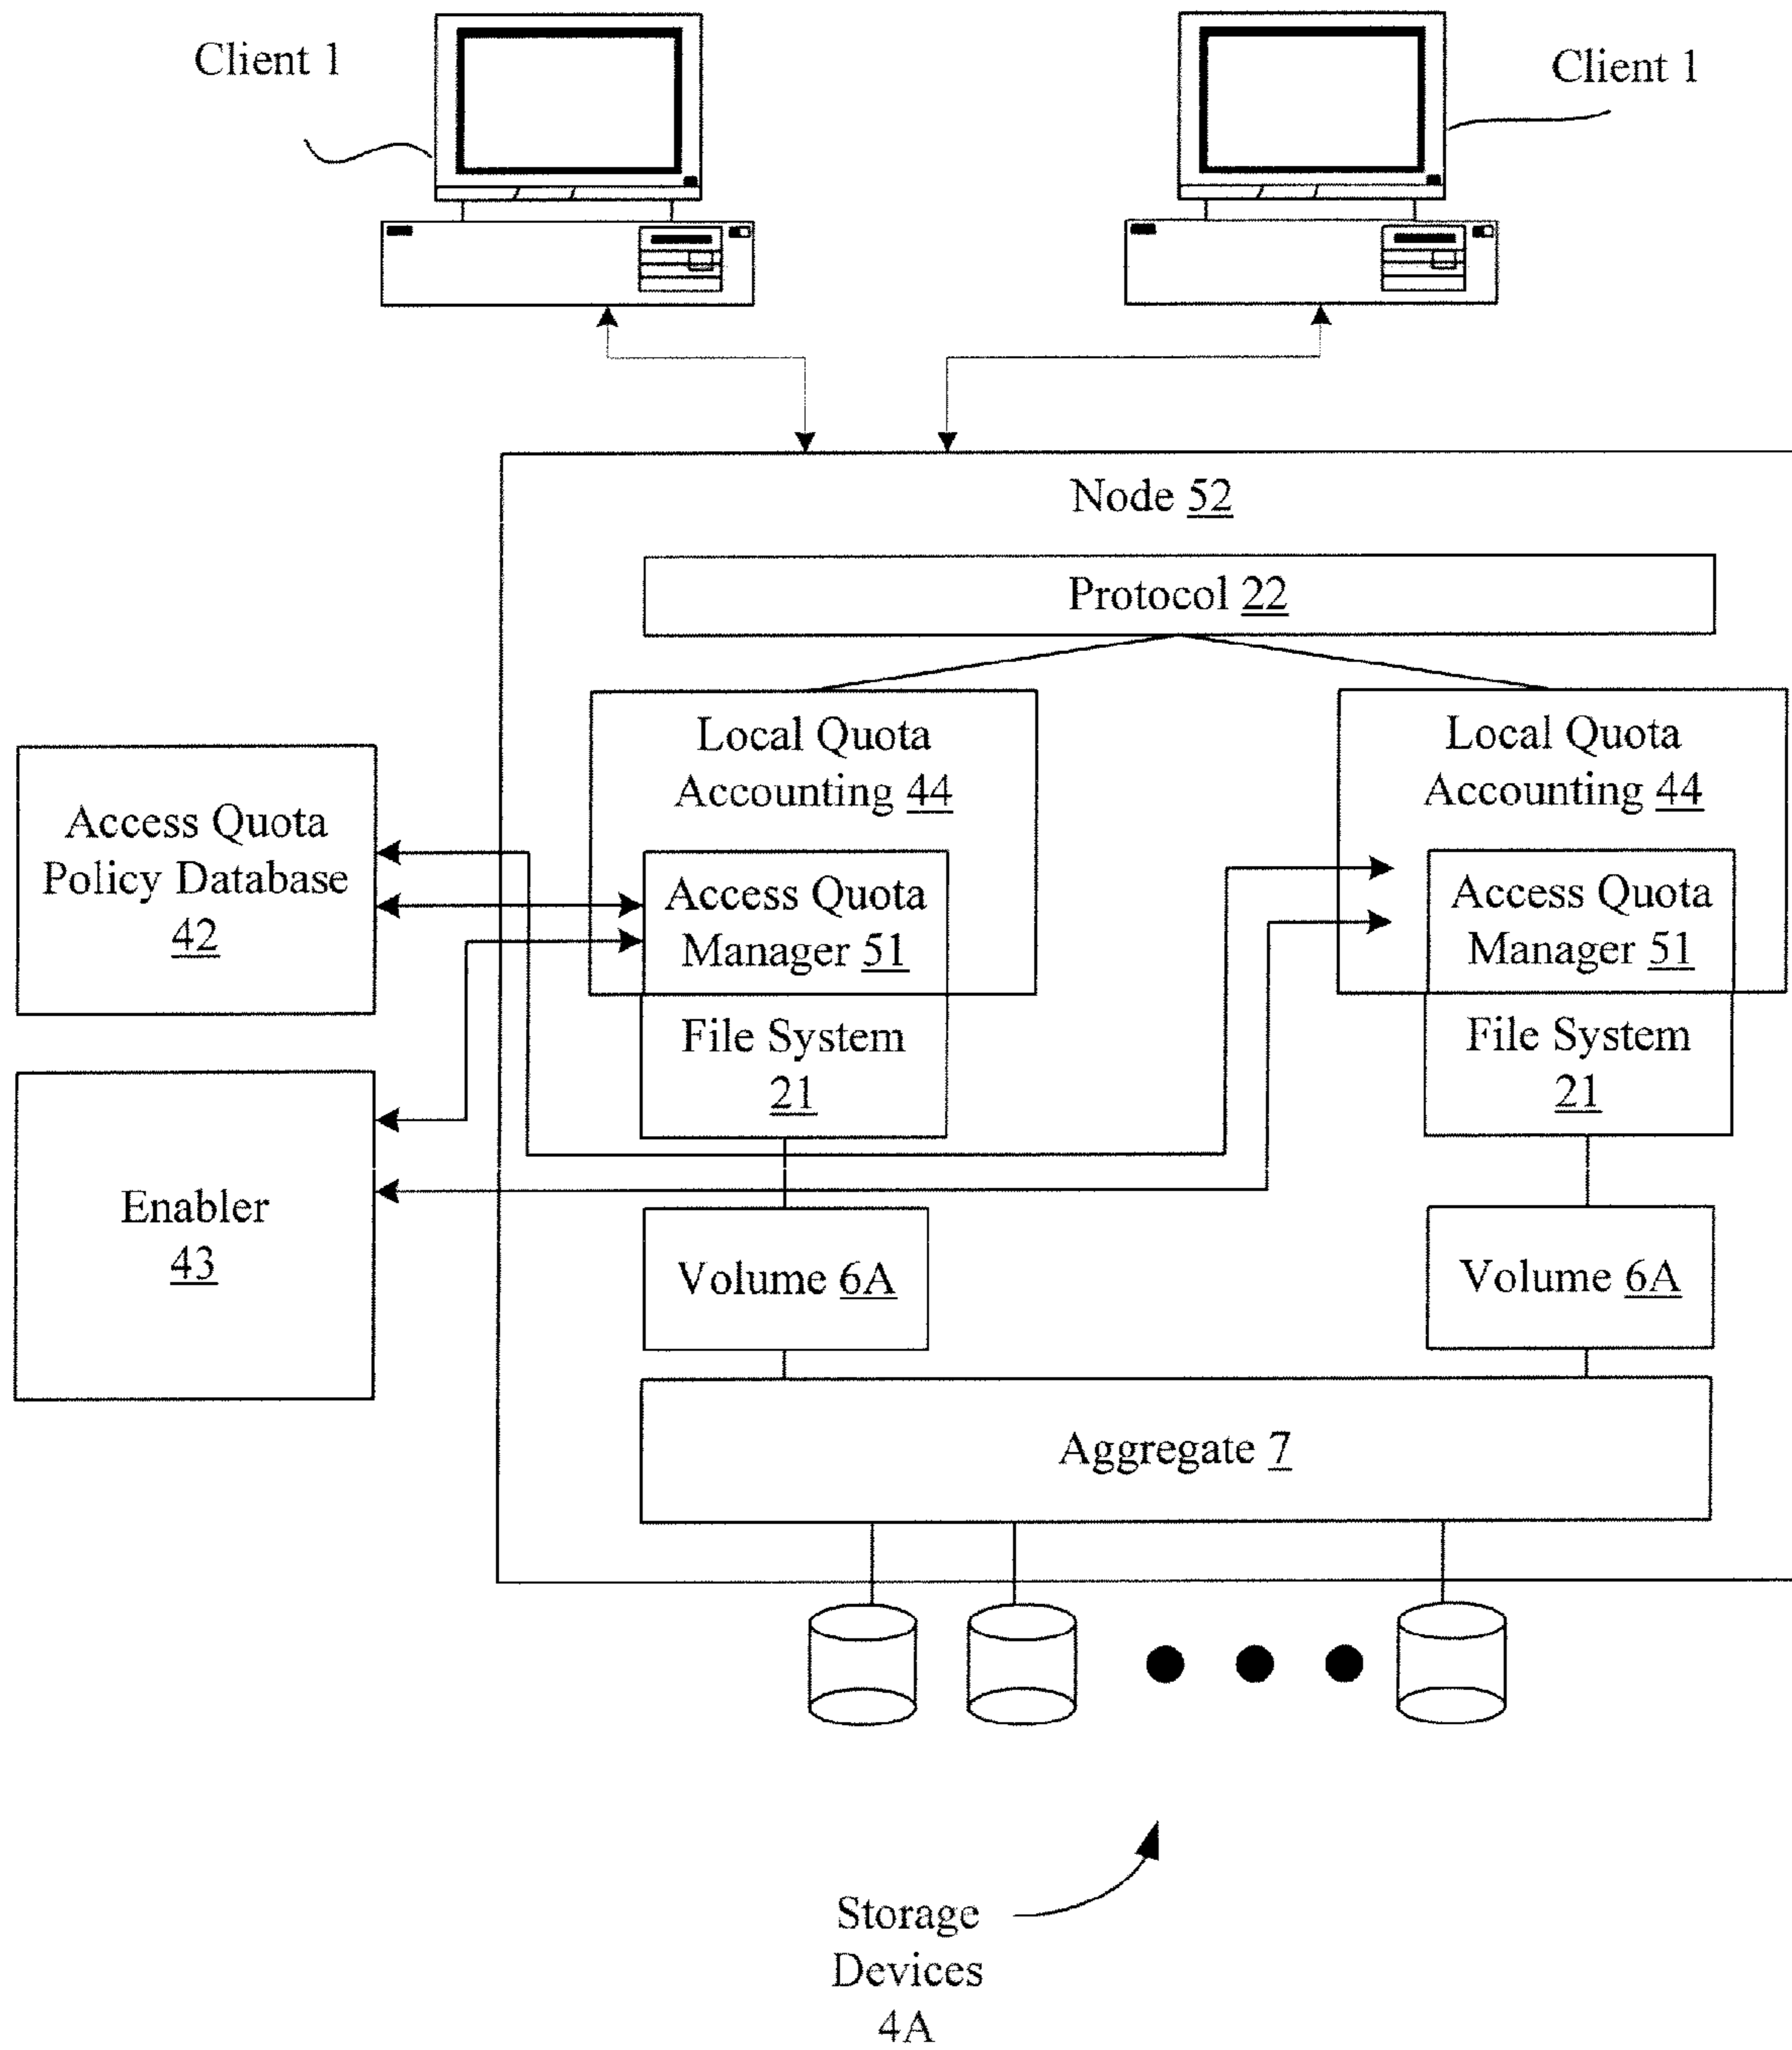 Client 1
Client 1
Node 52
Protocol 22
Local Quota
Accounting 44
Local Quota
Accounting 44
Access Quota
Policy Database
42
Access Quota
Manager 51
Access Quota
Manager 51
File System
21
File System
21
Enabler
43
Volume 6A
Volume 6A
Aggregate 7
Storage
Devices
4A